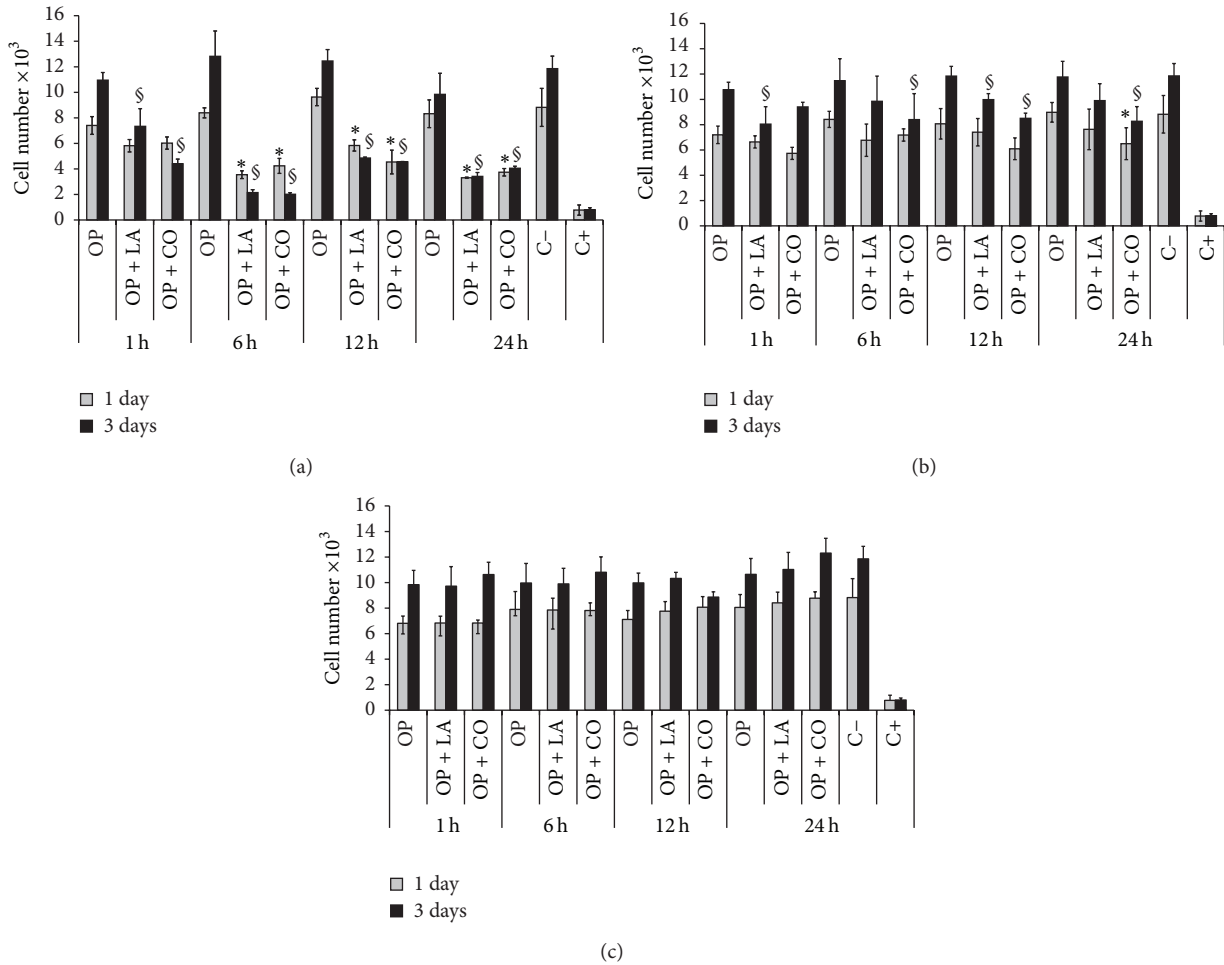 Cell number ×10³
16
14
12
10
8
6
4
2
0
§
§
*
§
*
§
*
§
*
§
*
§
*
§
OP
OP + LA
OP + CO
OP
OP + LA
OP + CO
OP
OP + LA
OP + CO
OP
OP + LA
OP + CO
C−
C+
1 h
6 h
12 h
24 h
1 day
3 days
(a)
Cell number ×10³
16
14
12
10
8
6
4
2
0
§
§
§
§
*
§
OP
OP + LA
OP + CO
OP
OP + LA
OP + CO
OP
OP + LA
OP + CO
OP
OP + LA
OP + CO
C−
C+
1 h
6 h
12 h
24 h
1 day
3 days
(b)
Cell number ×10³
16
14
12
10
8
6
4
2
0
OP
OP + LA
OP + CO
OP
OP + LA
OP + CO
OP
OP + LA
OP + CO
OP
OP + LA
OP + CO
C−
C+
1 h
6 h
12 h
24 h
1 day
3 days
(c)